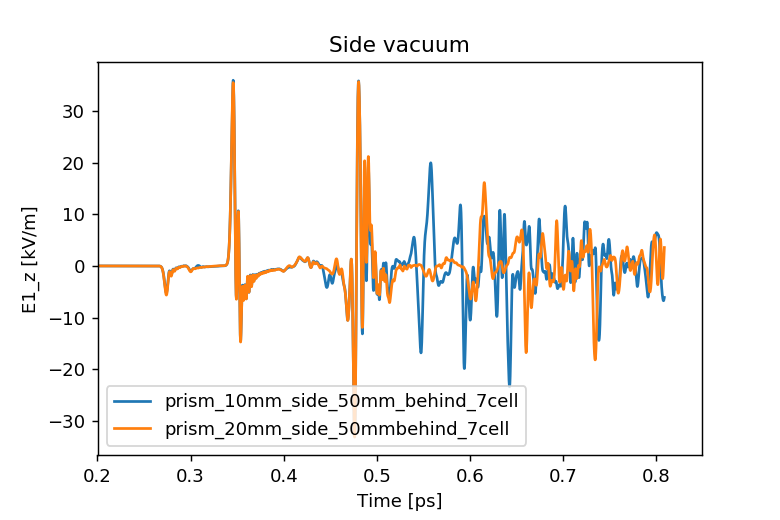 Side vacuum
E1_z [kV/m]
30
20
10
0
−10
−20
−30
prism_10mm_side_50mm_behind_7cell
prism_20mm_side_50mmbehind_7cell
0.2 0.3 0.4 0.5 0.6 0.7 0.8
Time [ps]